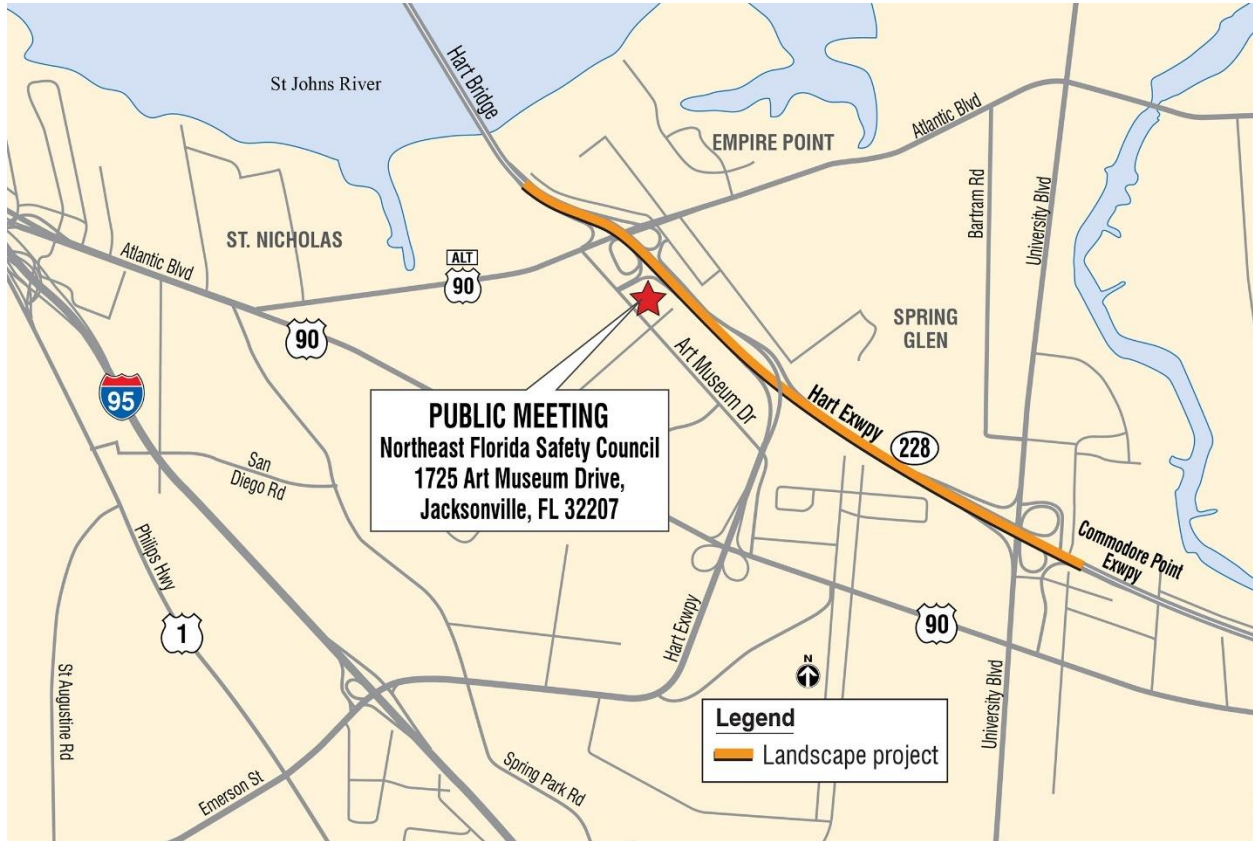 St Johns River
Hart Bridge
EMPIRE POINT
Atlantic Blvd
Bartram Rd
University Blvd
ST. NICHOLAS
Atlantic Blvd
ALT
90
90
SPRING
GLEN
95
Art Museum Dr
Hart Exwpy
228
PUBLIC MEETING
Northeast Florida Safety Council
1725 Art Museum Drive,
Jacksonville, FL 32207
San
Diego Rd
Philips Hwy
Commodore Point
Exwpy
1
90
Hart Exwpy
N
St Augustine Rd
University Blvd
Legend
Landscape project
Spring Park Rd
Emerson St